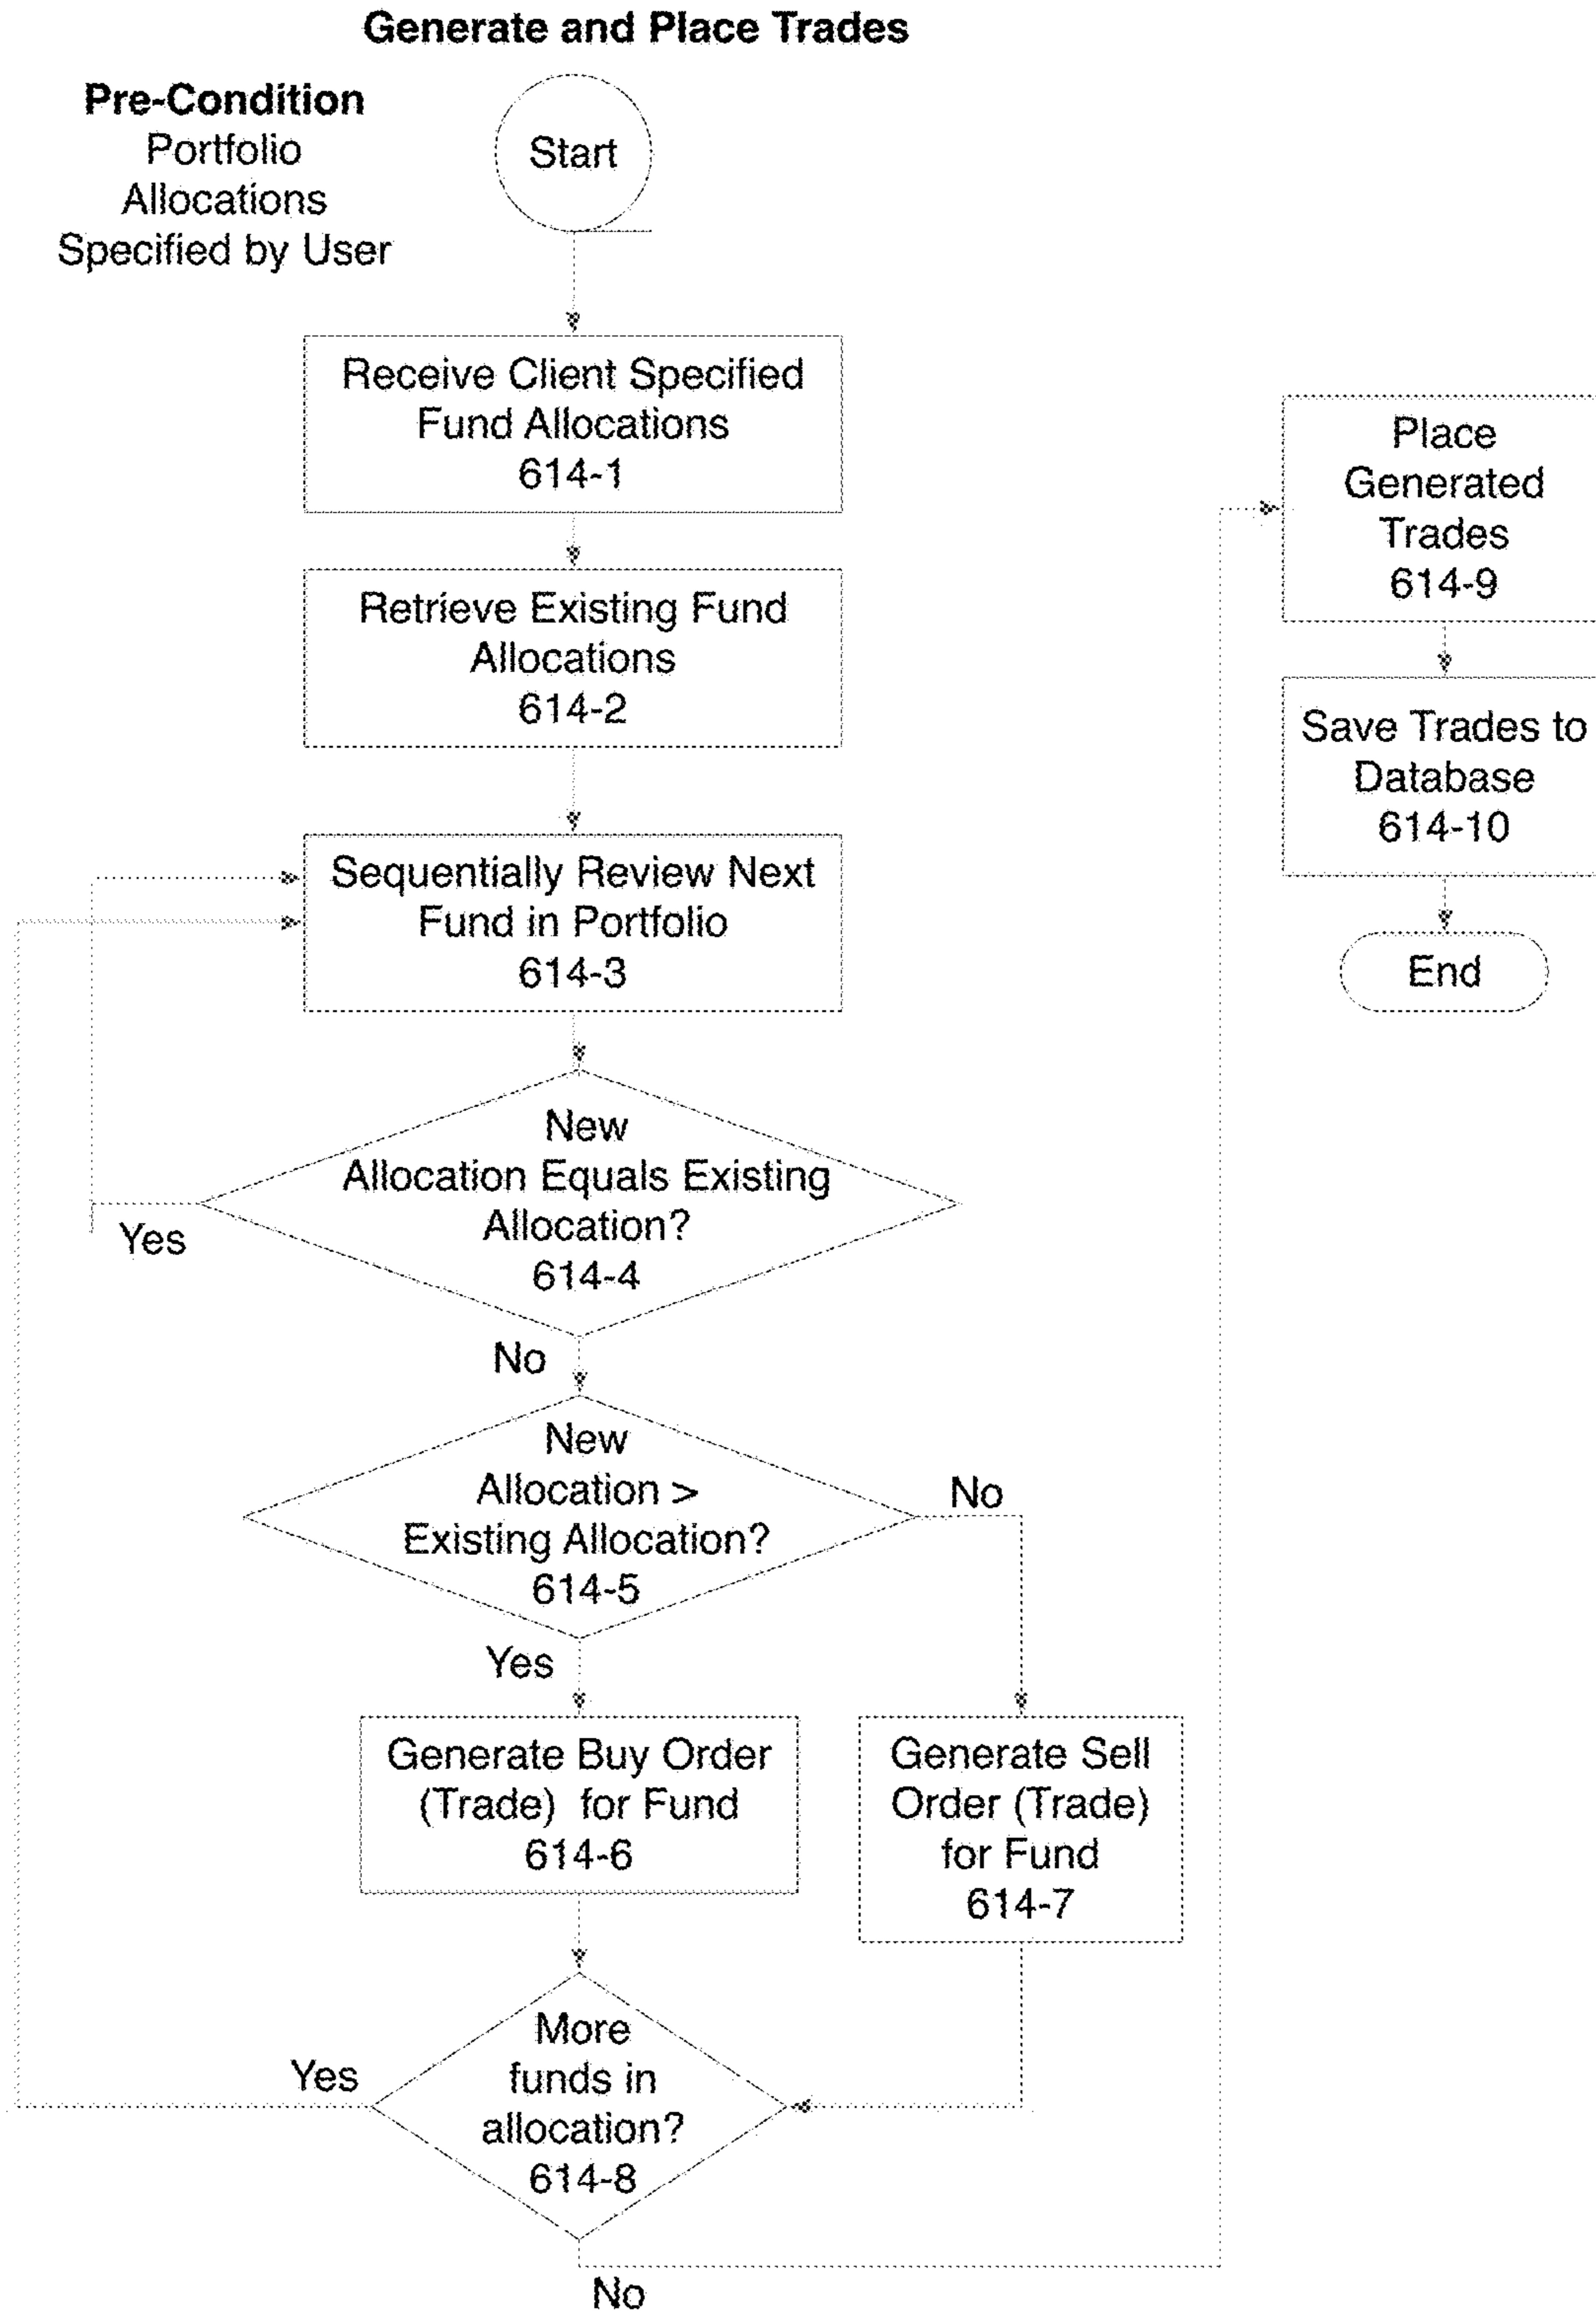 Generate and Place Trades
Pre-Condition
Portfolio
Allocations
Specified by User
Start
Receive Client Specified
Fund Allocations
614-1
Retrieve Existing Fund
Allocations
614-2
Sequentially Review Next
Fund in Portfolio
614-3
New
Allocation Equals Existing
Allocation?
614-4
Yes
No
New
Allocation >
Existing Allocation?
614-5
No
Yes
Generate Buy Order
(Trade) for Fund
614-6
Generate Sell
Order (Trade)
for Fund
614-7
More
funds in
allocation?
614-8
Yes
No
Place
Generated
Trades
614-9
Save Trades to
Database
614-10
End